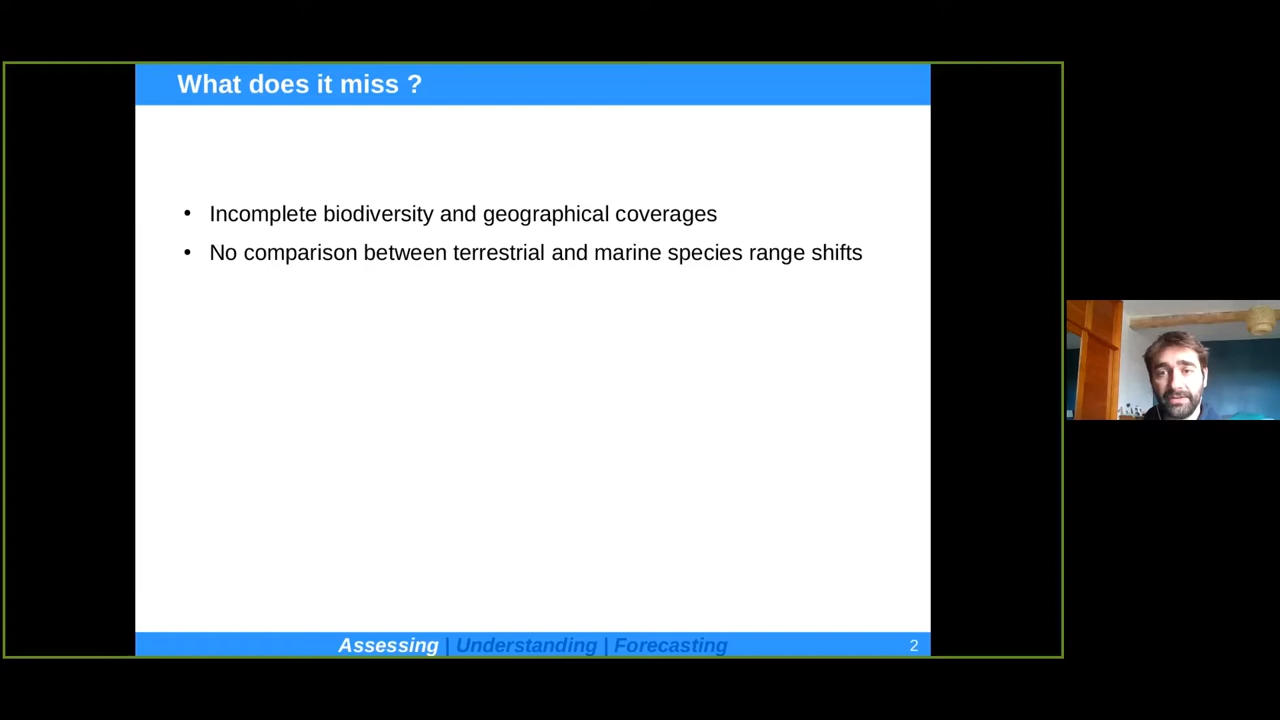 What does it miss ?
• Incomplete biodiversity and geographical coverages
• No comparison between terrestrial and marine species range shifts
Assessing | Understanding | Forecasting
2